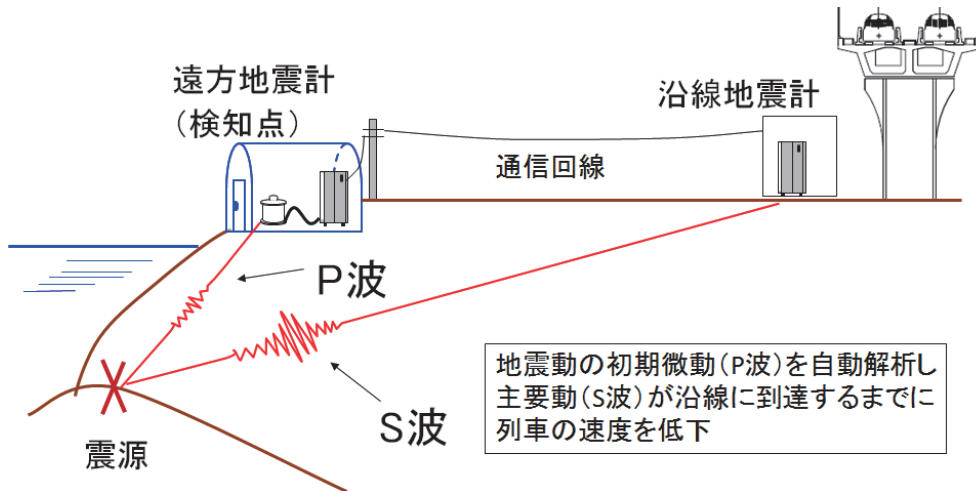 遠方地震計
（検知点）
沿線地震計
通信回線
P波
S波
震源
地震動の初期微動（P波）を自動解析し
主要動（S波）が沿線に到達するまでに
列車の速度を低下